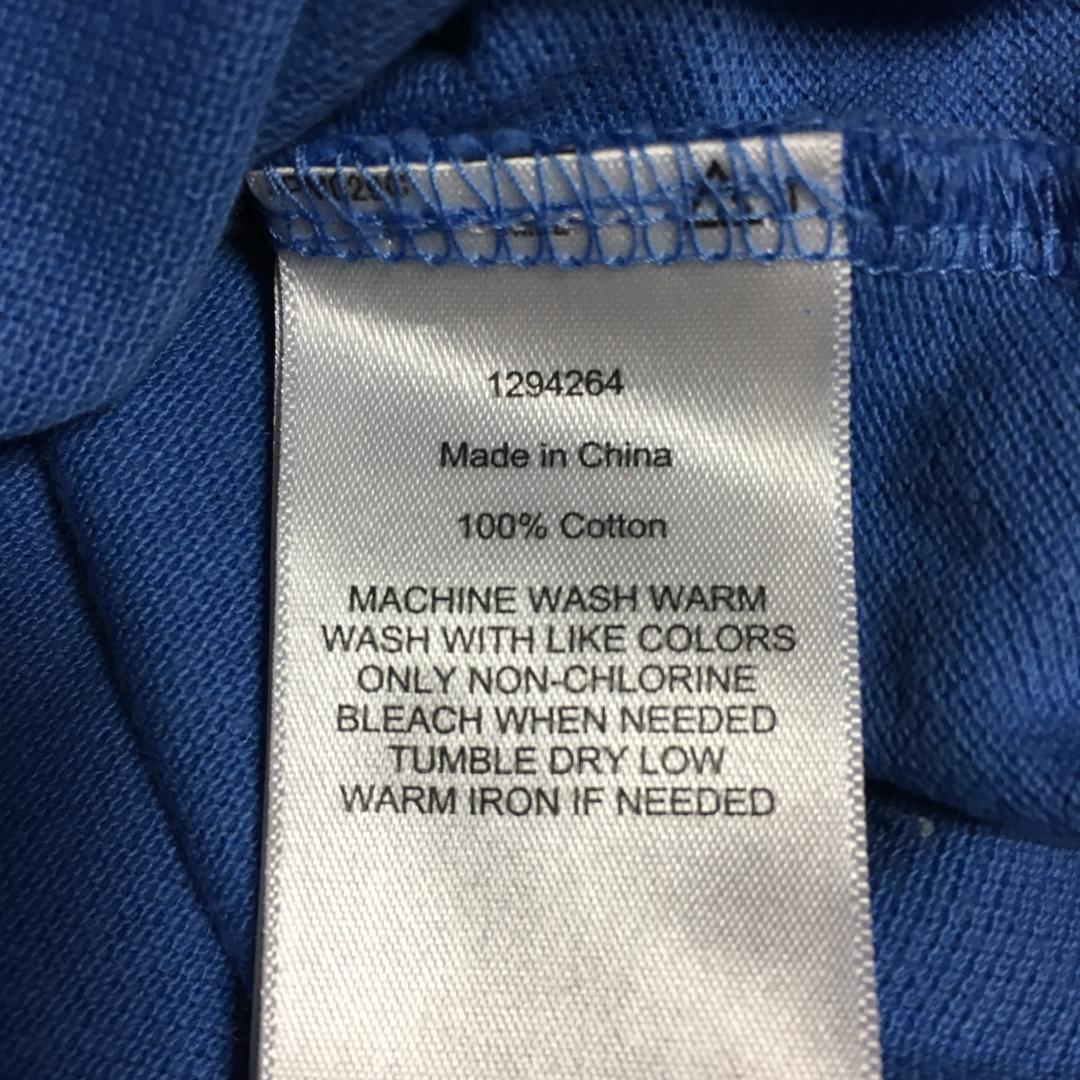 1294264
Made in China
100% Cotton
MACHINE WASH WARM
WASH WITH LIKE COLORS
ONLY NON-CHLORINE
BLEACH WHEN NEEDED
TUMBLE DRY LOW
WARM IRON IF NEEDED